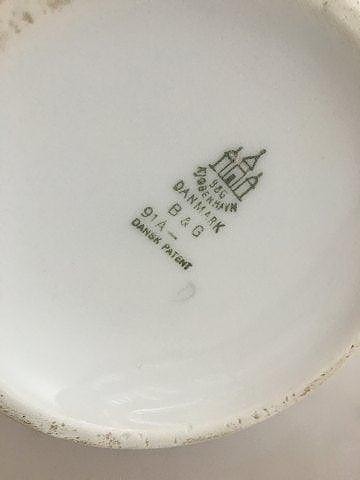 B&G
KJØBENHAVN
DANMARK
B & G
91A-
DANSK PATENT